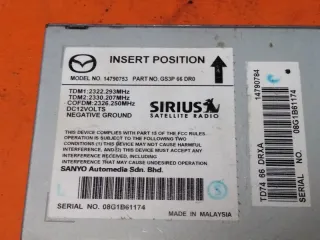 INSERT POSITION
MODEL NO. 14790753 PART NO. GS3P 66 DR0
TDM1:2322.293MHz
TDM2:2330.207MHz
COFDM:2326.250MHz
DC12VOLTS
NEGATIVE GROUND
SIRIUS
SATELLITE RADIO
THIS DEVICE COMPLIES WITH PART 15 OF THE FCC RULES
OPERATION IS SUBJECT TO THE FOLLOWING TWO
CONDITIONS:
(1) THIS DEVICE MAY NOT CAUSE HARMFUL
INTERFERENCE, AND
(2) THIS DEVICE MUST ACCEPT ANY INTERFERENCE
RECEIVED, INCLUDING INTERFERENCE THAT MAY CAUSE
UNDESIRED OPERATION.
SANYO Automedia Sdn. Bhd.
SERIAL NO. 08G1B61174
MADE IN MALAYSIA
14790784
TD74 66 DRXA
08G1B61174
SERIAL NO.